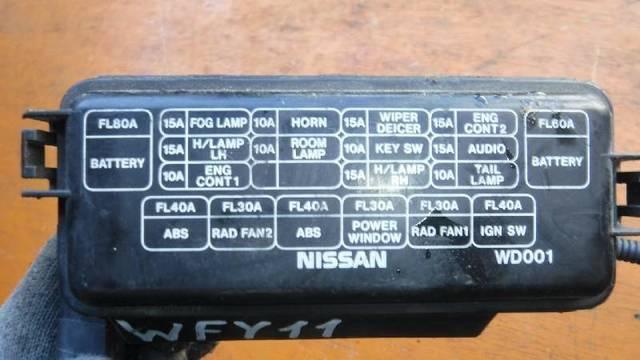 FL80A 15A FOG LAMP 10A HORN 15A WIPER DEICER 15A ENG CONT2 FL60A
BATTERY 15A H/LAMP LH 10A ROOM LAMP 10A KEY SW 15A AUDIO BATTERY
10A ENG CONT1 15A H/LAMP RH 10A TAIL LAMP
FL40A FL30A FL40A FL30A FL30A FL40A
ABS RAD FAN2 ABS POWER WINDOW RAD FAN1 IGN SW
NISSAN WD001
WFY11